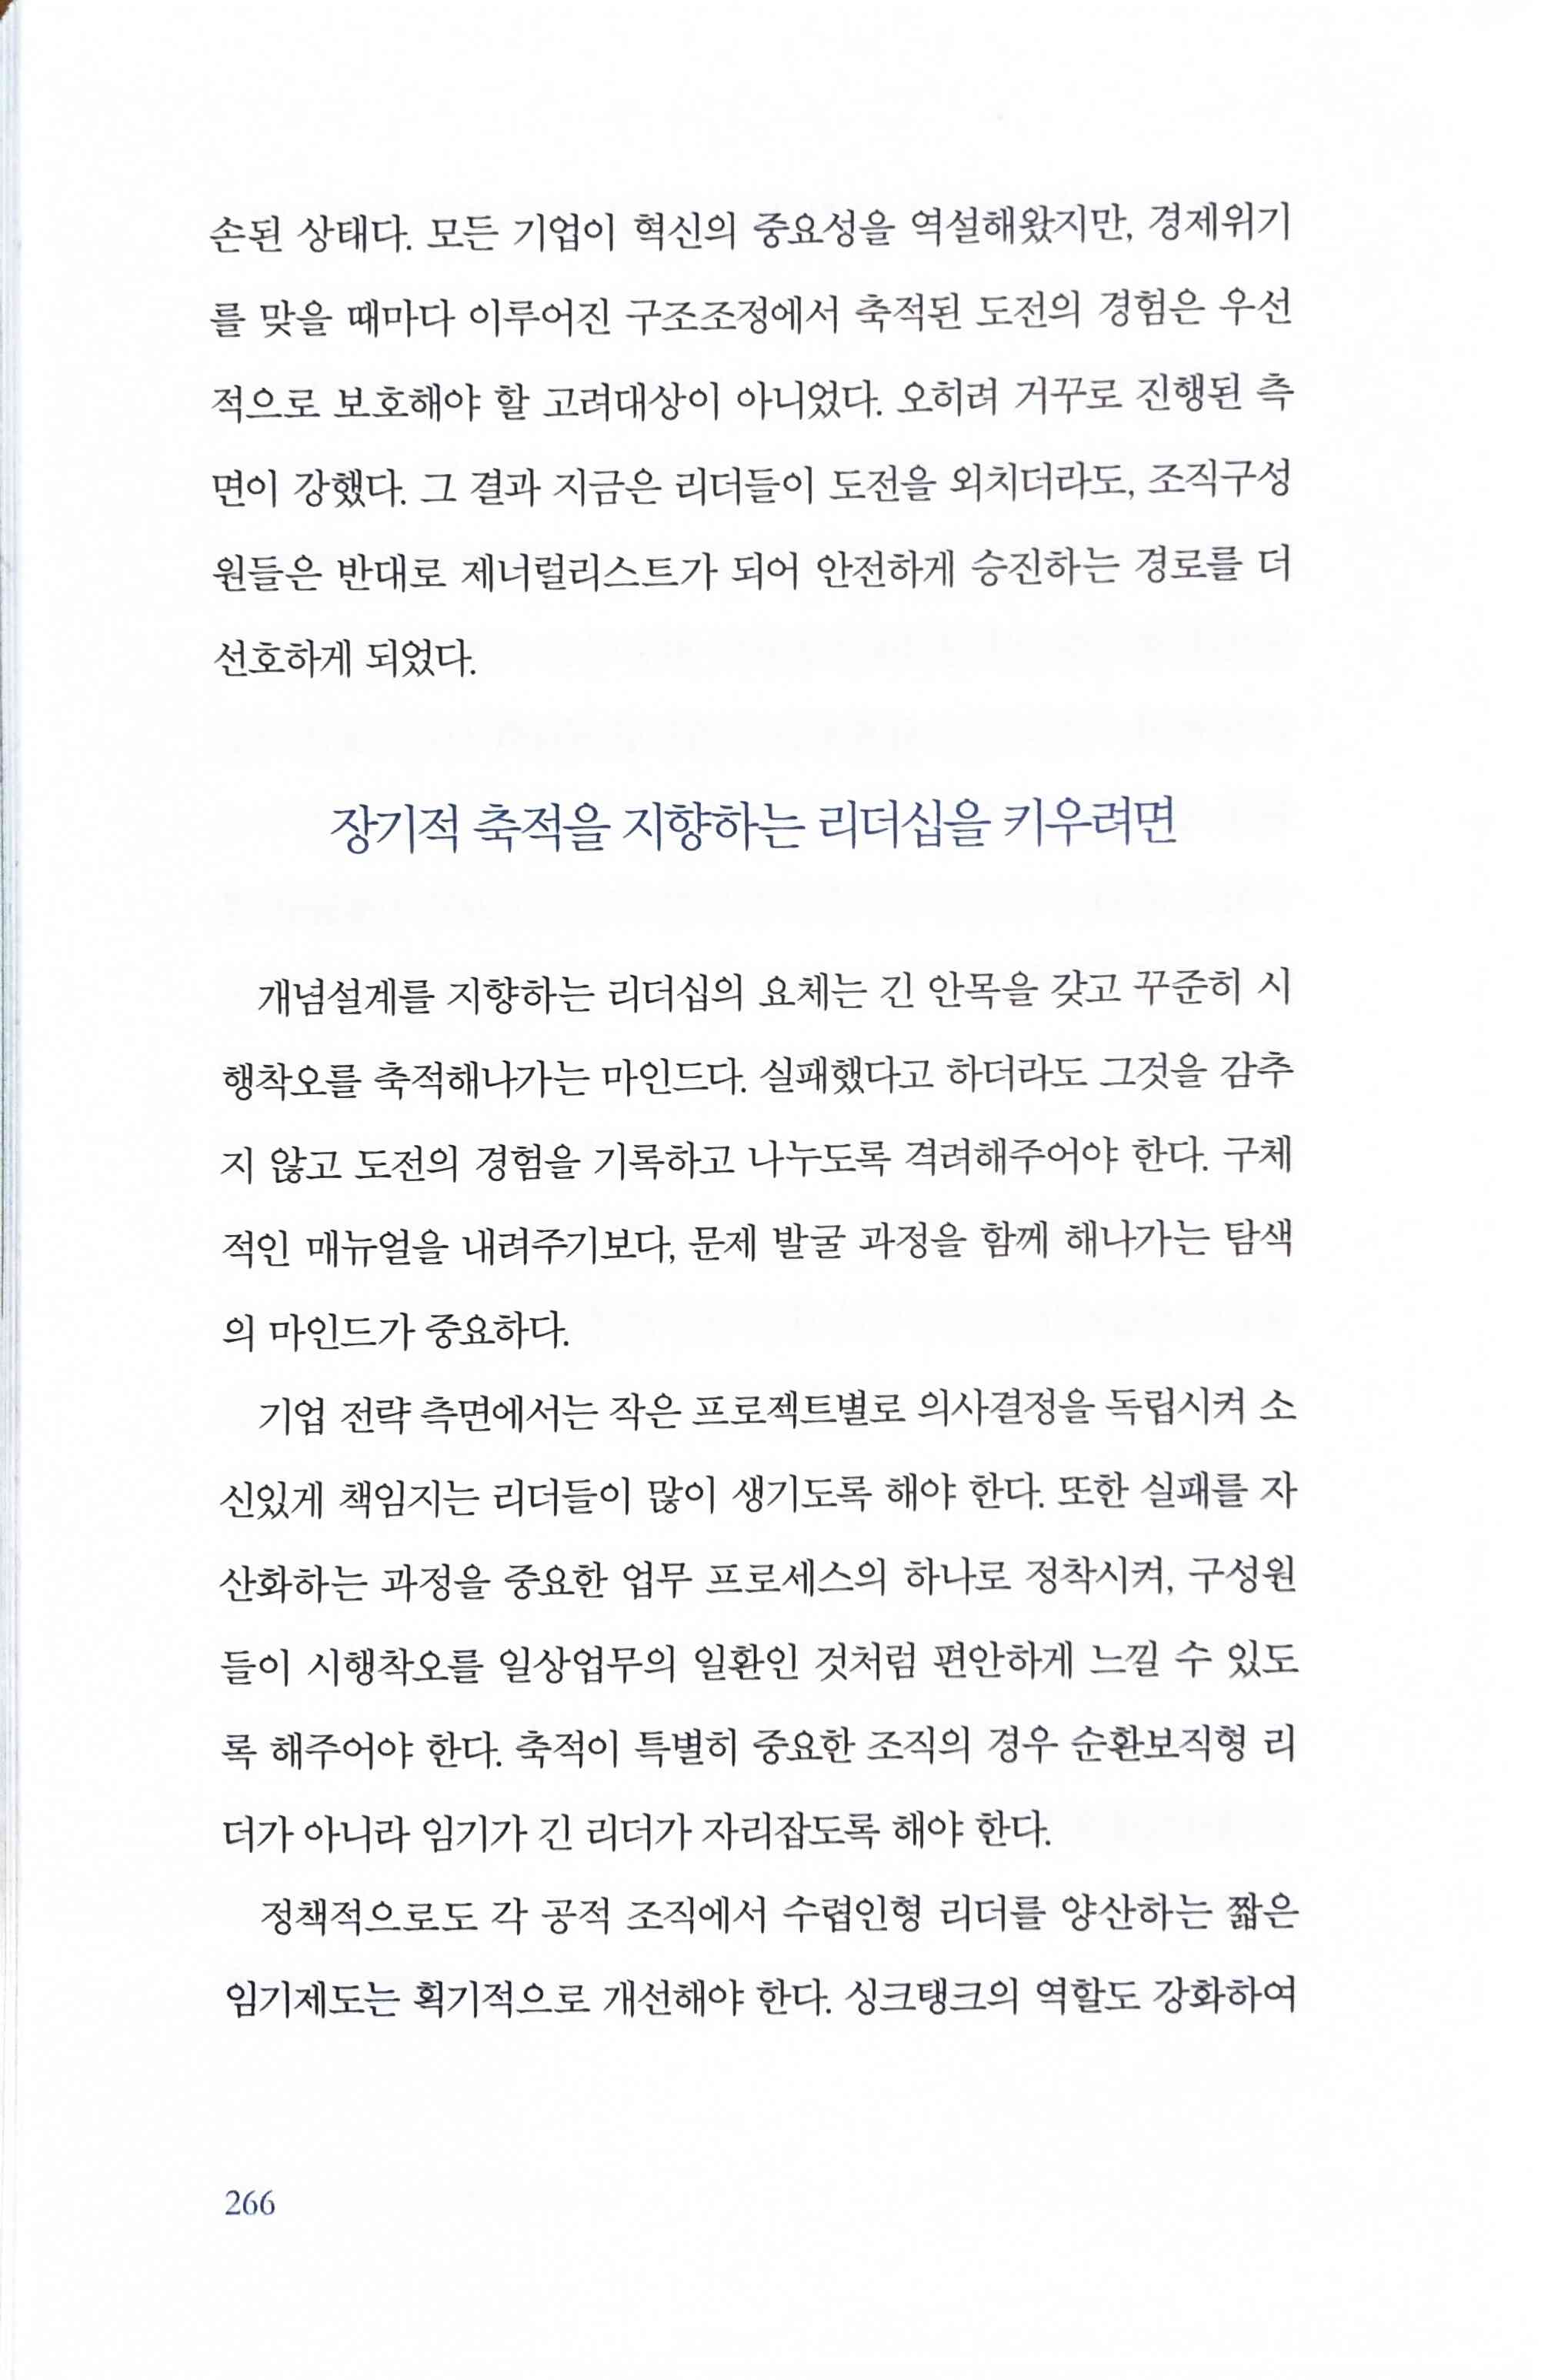 손된 상태다. 모든 기업이 혁신의 중요성을 역설해왔지만, 경제위기
를 맞을 때마다 이루어진 구조조정에서 축적된 도전의 경험은 우선
적으로 보호해야 할 고려대상이 아니었다. 오히려 거꾸로 진행된 측
면이 강했다. 그 결과 지금은 리더들이 도전을 외치더라도, 조직구성
원들은 반대로 제너럴리스트가 되어 안전하게 승진하는 경로를 더
선호하게 되었다.
장기적 축적을 지향하는 리더십을 키우려면
개념설계를 지향하는 리더십의 요체는 긴 안목을 갖고 꾸준히 시
행착오를 축적해나가는 마인드다. 실패했다고 하더라도 그것을 감추
지 않고 도전의 경험을 기록하고 나누도록 격려해주어야 한다. 구체
적인 매뉴얼을 내려주기보다, 문제 발굴 과정을 함께 해나가는 탐색
의 마인드가 중요하다.
기업 전략 측면에서는 작은 프로젝트별로 의사결정을 독립시켜 소
신있게 책임지는 리더들이 많이 생기도록 해야 한다. 또한 실패를 자
산화하는 과정을 중요한 업무 프로세스의 하나로 정착시켜, 구성원
들이 시행착오를 일상업무의 일환인 것처럼 편안하게 느낄 수 있도
록 해주어야 한다. 축적이 특별히 중요한 조직의 경우 순환보직형 리
더가 아니라 임기가 긴 리더가 자리잡도록 해야 한다.
정책적으로도 각 공적 조직에서 수렵인형 리더를 양산하는 짧은
임기제도는 획기적으로 개선해야 한다. 싱크탱크의 역할도 강화하여
266